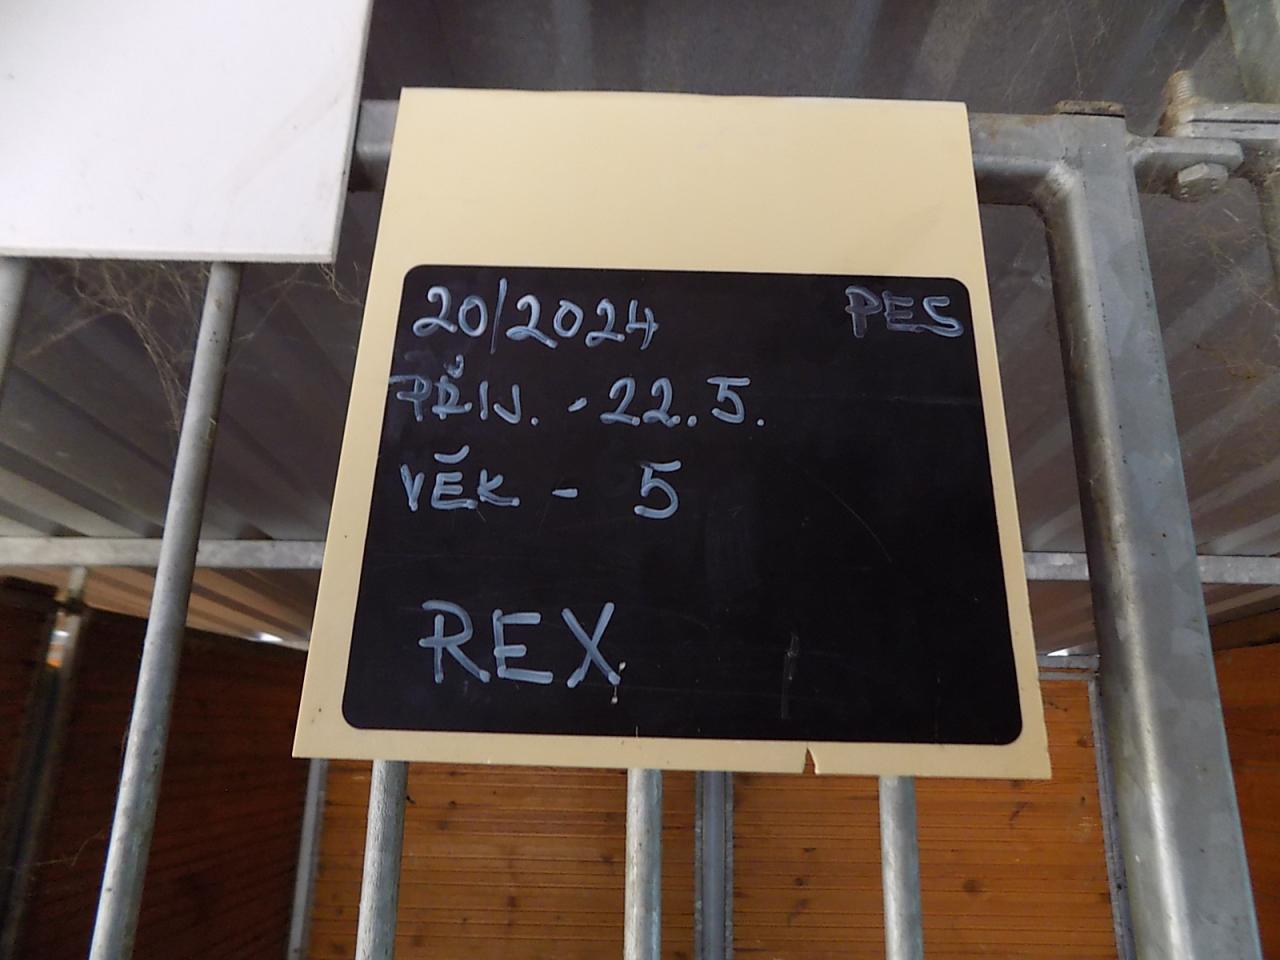 20/2024 PES
PŘIJ. - 22.5.
VĚK - 5
REX